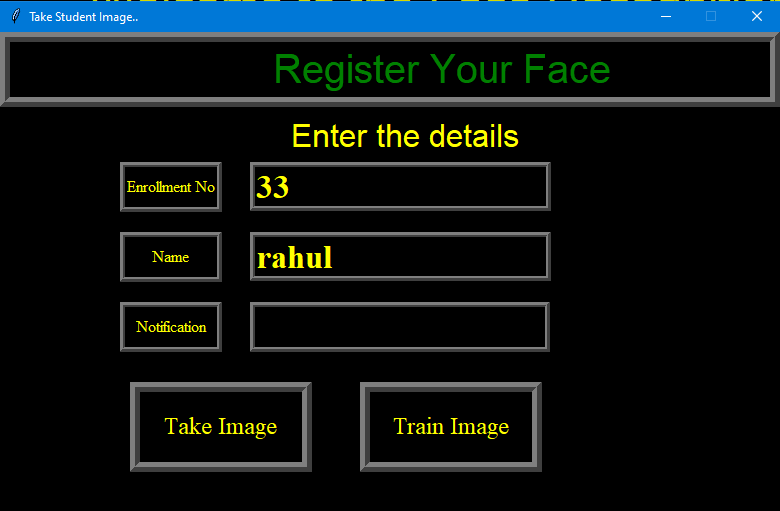 Take Student Image..
Register Your Face
Enter the details
Enrollment No
33
Name
rahul
Notification
Take Image
Train Image